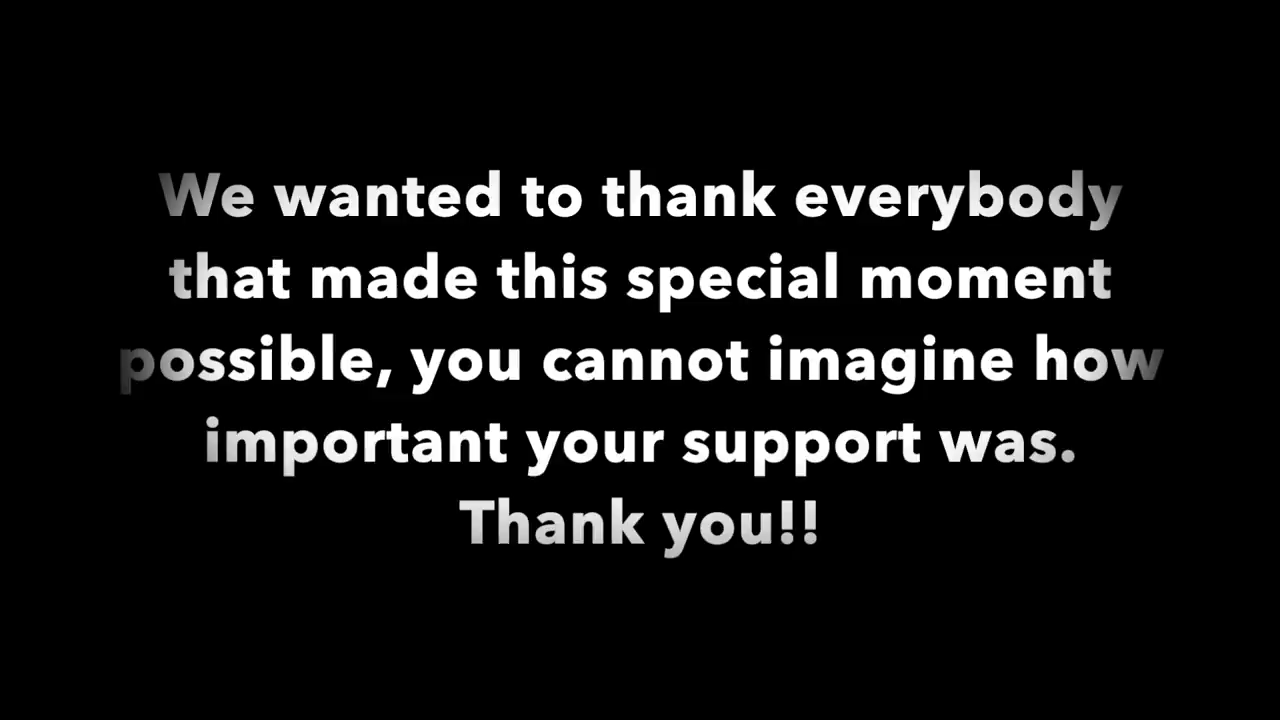 We wanted to thank everybody
that made this special moment
possible, you cannot imagine how
important your support was.
Thank you!!